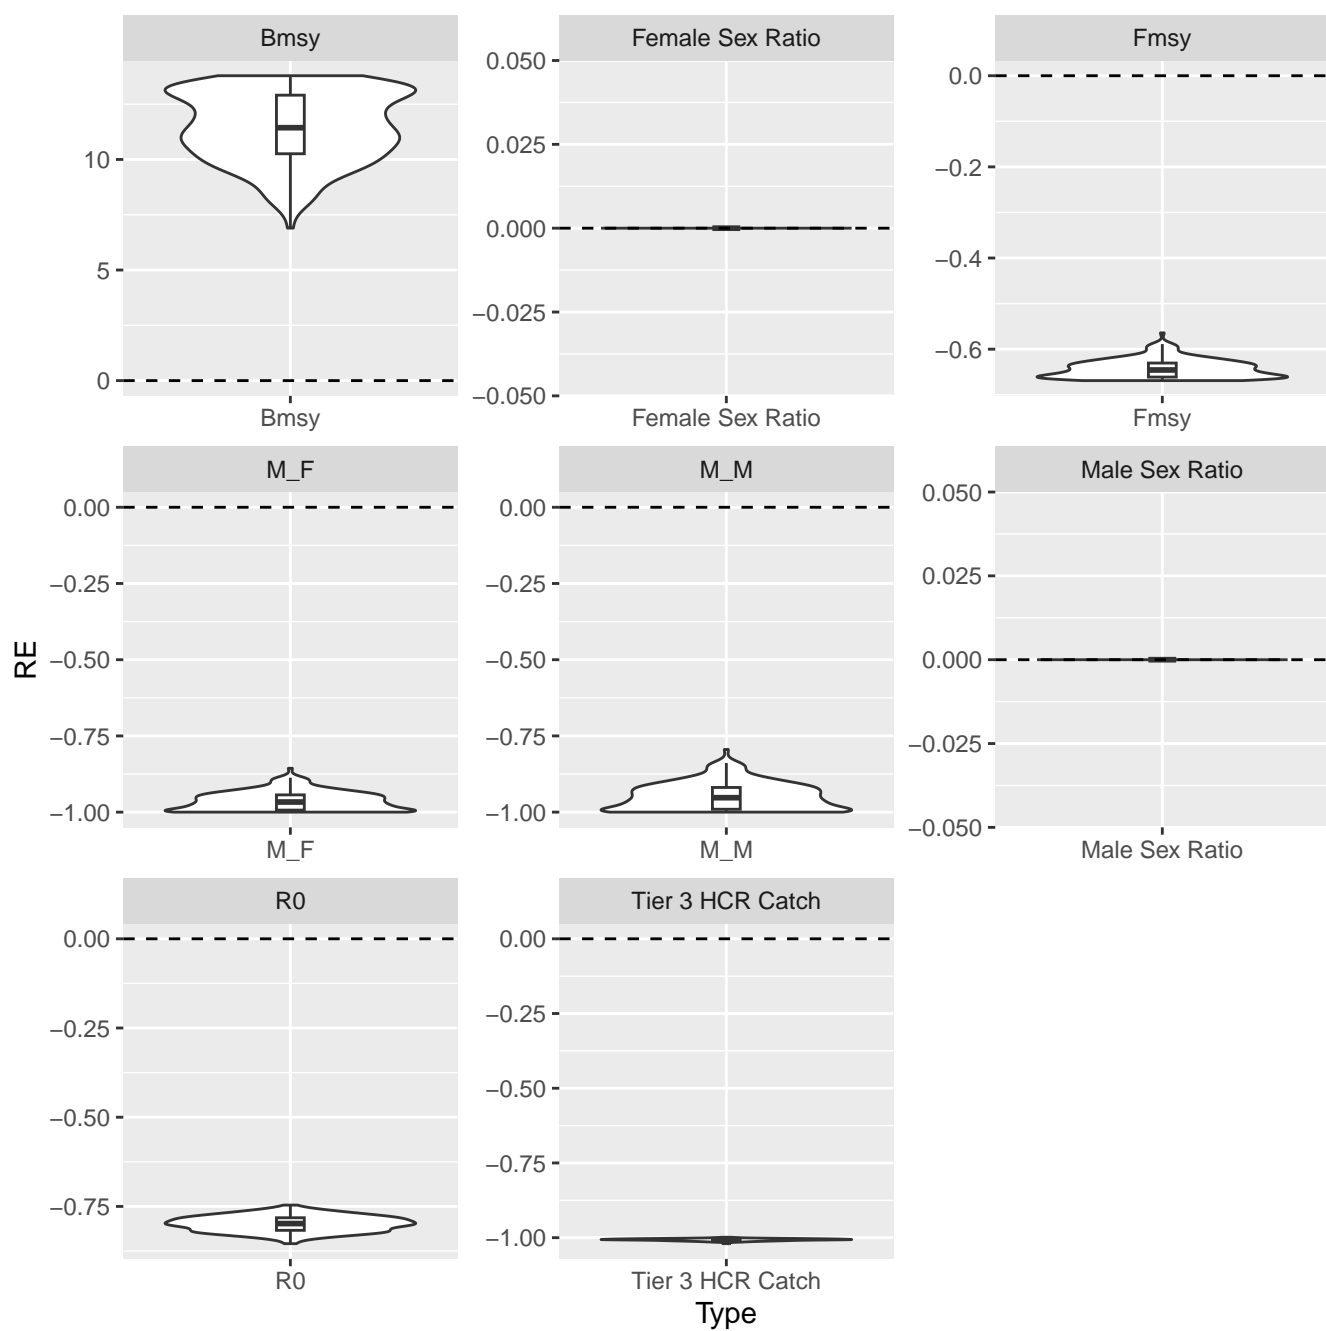 Bmsy
Female Sex Ratio
Fmsy
10
5
0
0.050
0.025
0.000
−0.025
−0.050
0.0
−0.2
−0.4
−0.6
Bmsy
Female Sex Ratio
Fmsy
M_F
M_M
Male Sex Ratio
0.00
−0.25
−0.50
−0.75
−1.00
0.00
−0.25
−0.50
−0.75
−1.00
0.050
0.025
0.000
−0.025
−0.050
M_F
M_M
Male Sex Ratio
RE
R0
Tier 3 HCR Catch
0.00
−0.25
−0.50
−0.75
0.00
−0.25
−0.50
−0.75
−1.00
R0
Tier 3 HCR Catch
Type